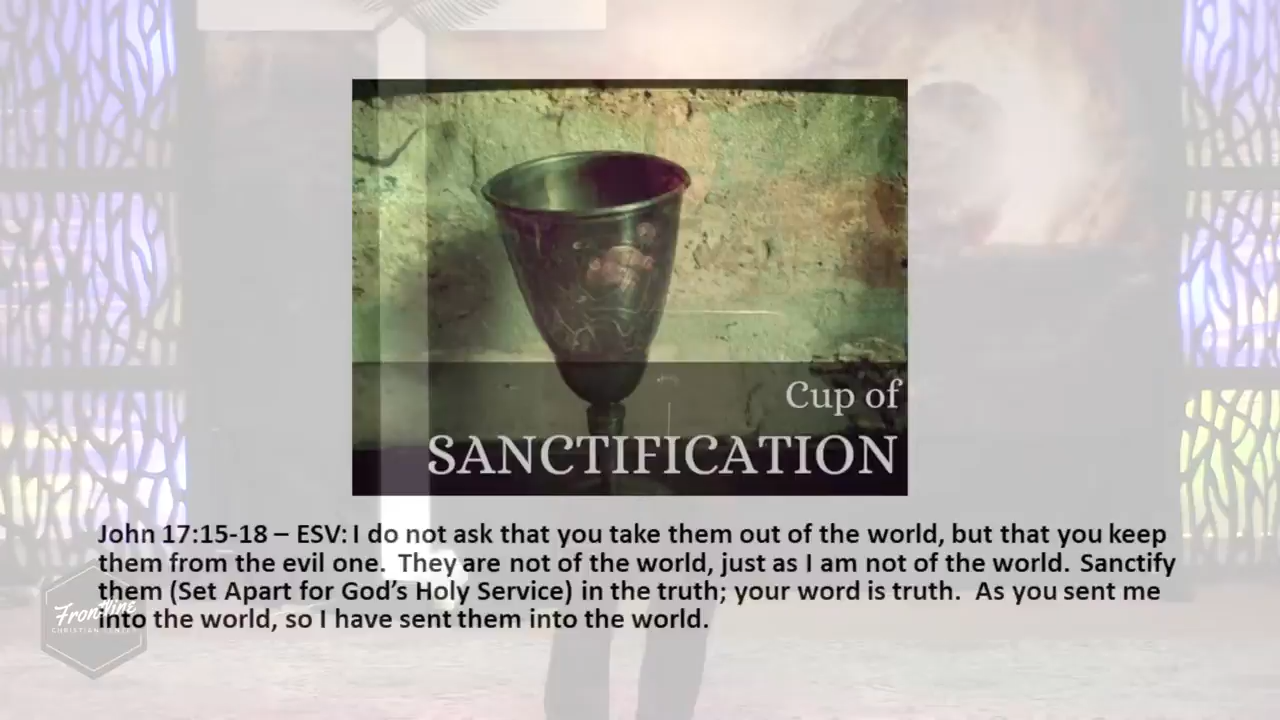 Cup of
SANCTIFICATION
John 17:15-18 – ESV: I do not ask that you take them out of the world, but that you keep
them from the evil one.  They are not of the world, just as I am not of the world.  Sanctify
them (Set Apart for God’s Holy Service) in the truth; your word is truth.  As you sent me
into the world, so I have sent them into the world.
Frontline
CHRISTIAN CENTER